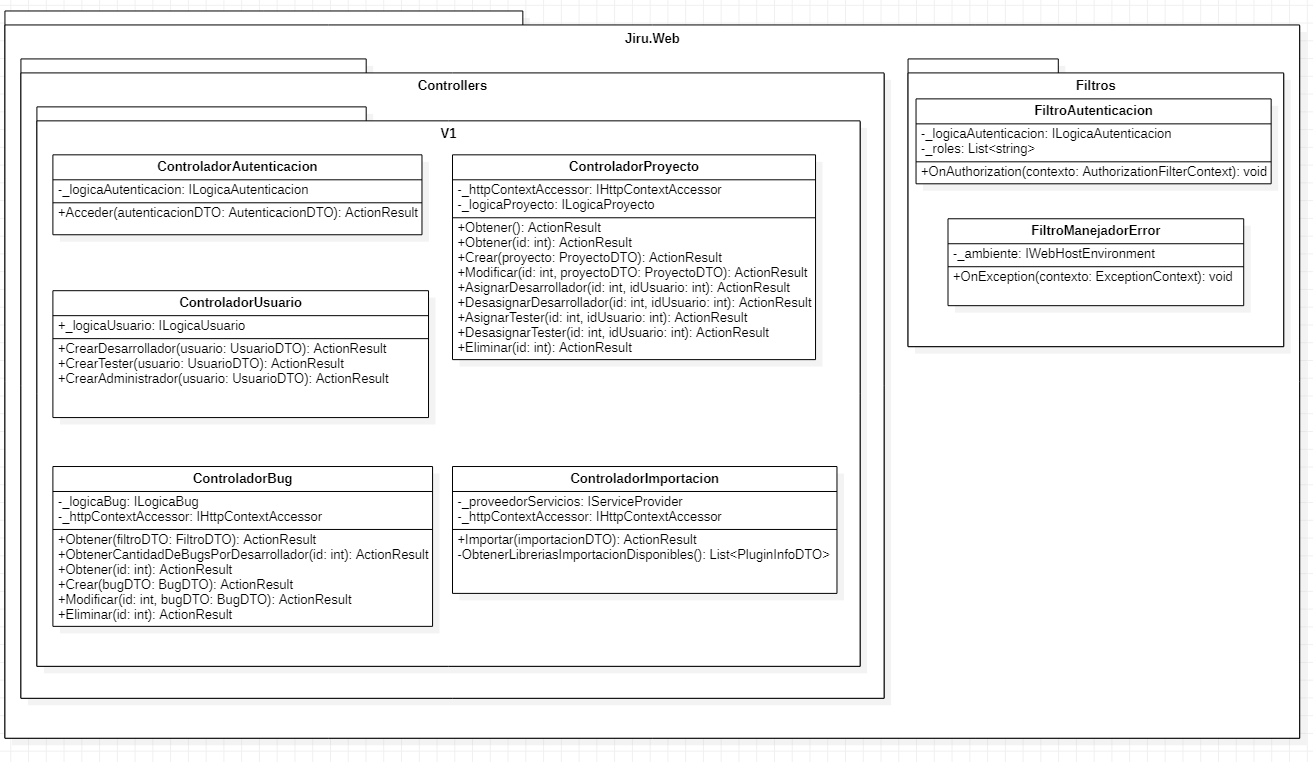 Jiru.Web
Controllers
V1
ControladorAutenticacion
-_logicaAutenticacion: ILogicaAutenticacion
+Acceder(autenticacionDTO: AutenticacionDTO): ActionResult
ControladorProyecto
-_httpContextAccessor: IHttpContextAccessor
-_logicaProyecto: ILogicaProyecto
+Obtener(): ActionResult
+Obtener(id: int): ActionResult
+Crear(proyecto: ProyectoDTO): ActionResult
+Modificar(id: int, proyectoDTO: ProyectoDTO): ActionResult
+AsignarDesarrollador(id: int, idUsuario: int): ActionResult
+DesasignarDesarrollador(id: int, idUsuario: int): ActionResult
+AsignarTester(id: int, idUsuario: int): ActionResult
+DesasignarTester(id: int, idUsuario: int): ActionResult
+Eliminar(id: int): ActionResult
ControladorUsuario
+_logicaUsuario: ILogicaUsuario
+CrearDesarrollador(usuario: UsuarioDTO): ActionResult
+CrearTester(usuario: UsuarioDTO): ActionResult
+CrearAdministrador(usuario: UsuarioDTO): ActionResult
ControladorBug
-_logicaBug: ILogicaBug
-_httpContextAccessor: IHttpContextAccessor
+Obtener(filtroDTO: FiltroDTO): ActionResult
+ObtenerCantidadDeBugsPorDesarrollador(id: int): ActionResult
+Obtener(id: int): ActionResult
+Crear(bugDTO: BugDTO): ActionResult
+Modificar(id: int, bugDTO: BugDTO): ActionResult
+Eliminar(id: int): ActionResult
ControladorImportacion
-_proveedorServicios: IServiceProvider
-_httpContextAccessor: IHttpContextAccessor
+Importar(importacionDTO): ActionResult
-ObtenerLibreriasImportacionDisponibles(): List<PluginInfoDTO>
Filtros
FiltroAutenticacion
-_logicaAutenticacion: ILogicaAutenticacion
-_roles: List<string>
+OnAuthorization(contexto: AuthorizationFilterContext): void
FiltroManejadorError
-_ambiente: IWebHostEnvironment
+OnException(contexto: ExceptionContext): void